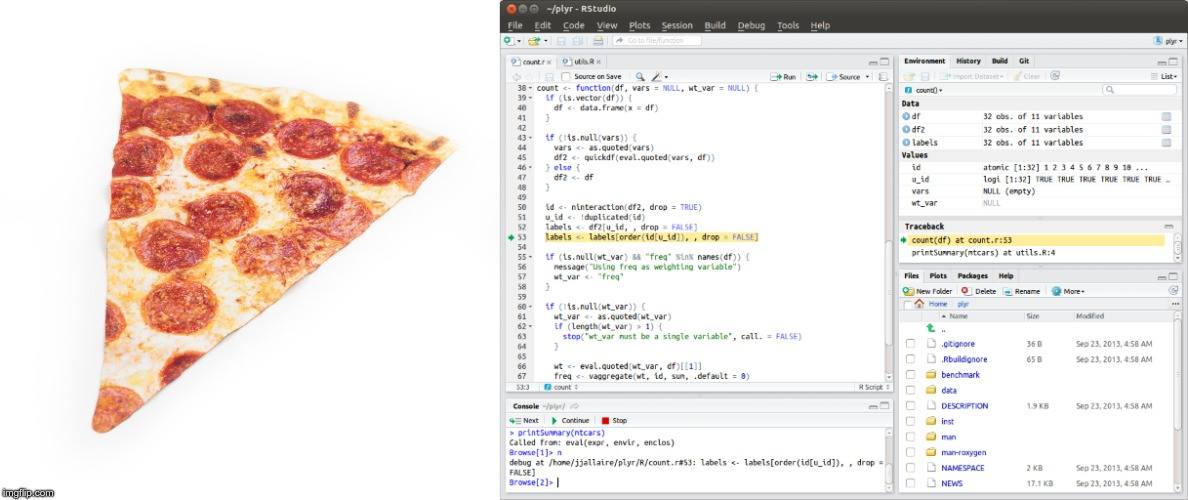 ~/plyr - RStudio
File Edit Code View Plots Session Build Debug Tools Help
Go to file/function
plyr
count.r
utils.R
Source on Save
Run
Source
38 count <- function(df, vars = NULL, wt_var = NULL) {
39 if (is.vector(df)) {
40 df <- data.frame(x = df)
41 }
42
43 if (!is.null(vars)) {
44 vars <- as.quoted(vars)
45 df2 <- quickdf(eval.quoted(vars, df))
46 } else {
47 df2 <- df
48 }
49
50 id <- ninteraction(df2, drop = TRUE)
51 u_id <- !duplicated(id)
52 labels <- df2[u_id, , drop = FALSE]
53 labels <- labels[order(id[u_id]), , drop = FALSE]
54
55 if (is.null(wt_var) && "freq" %in% names(df)) {
56 message("Using freq as weighting variable")
57 wt_var <- "freq"
58 }
59
60 if (!is.null(wt_var)) {
61 wt_var <- as.quoted(wt_var)
62 if (length(wt_var) > 1) {
63 stop("wt_var must be a single variable", call. = FALSE)
64 }
65
66 wt <- eval.quoted(wt_var, df)[[1]]
67 freq <- vaggregate(wt, id, sum, .default = 0)
53:3 count R Script
Console ~/plyr/
Next Continue Stop
> printSummary(mtcars)
Called from: eval(expr, envir, enclos)
Browse[1]> n
debug at /home/jjallaire/plyr/R/count.r#53: labels <- labels[order(id[u_id]), , drop =
FALSE]
Browse[2]>
Environment History Build Git
Import Dataset Clear List
count()
Data
df 32 obs. of 11 variables
df2 32 obs. of 11 variables
labels 32 obs. of 11 variables
Values
id atomic [1:32] 1 2 3 4 5 6 7 8 9 10 ...
u_id logi [1:32] TRUE TRUE TRUE TRUE TRUE TRUE …
vars NULL (empty)
wt_var NULL
Traceback
count(df) at count.r:53
printSummary(mtcars) at utils.R:4
Files Plots Packages Help
New Folder Delete Rename More
Home plyr
Name Size Modified
..
.gitignore 36 B Sep 23, 2013, 4:58 AM
.Rbuildignore 65 B Sep 23, 2013, 4:58 AM
benchmark
data
DESCRIPTION 1.9 KB Sep 23, 2013, 4:58 AM
inst
man
man-roxygen
NAMESPACE 2 KB Sep 23, 2013, 4:58 AM
NEWS 17.1 KB Sep 23, 2013, 4:58 AM
imgflip.com